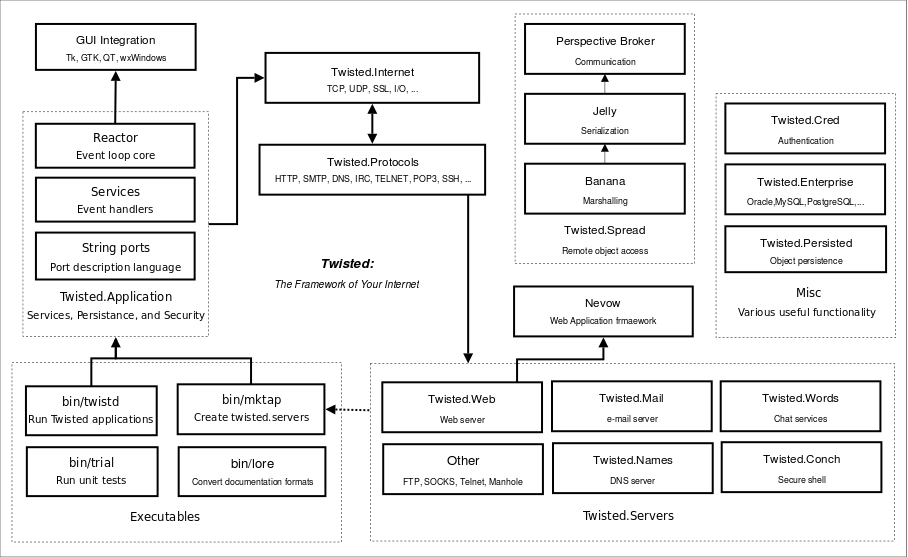 GUI Integration
Tk, GTK, QT, wxWindows
Reactor
Event loop core
Services
Event handlers
String ports
Port description language
Twisted.Application
Services, Persistance, and Security
Twisted.Internet
TCP, UDP, SSL, I/O, ...
Twisted.Protocols
HTTP, SMTP, DNS, IRC, TELNET, POP3, SSH, ...
Twisted:
The Framework of Your Internet
Perspective Broker
Communication
Jelly
Serialization
Banana
Marshalling
Twisted.Spread
Remote object access
Twisted.Cred
Authentication
Twisted.Enterprise
Oracle,MySQL,PostgreSQL,...
Twisted.Persisted
Object persistence
Misc
Various useful functionality
Nevow
Web Application frmaework
bin/twistd
Run Twisted applications
bin/mktap
Create twisted.servers
bin/trial
Run unit tests
bin/lore
Convert documentation formats
Executables
Twisted.Web
Web server
Twisted.Mail
e-mail server
Twisted.Words
Chat services
Other
FTP, SOCKS, Telnet, Manhole
Twisted.Names
DNS server
Twisted.Conch
Secure shell
Twisted.Servers